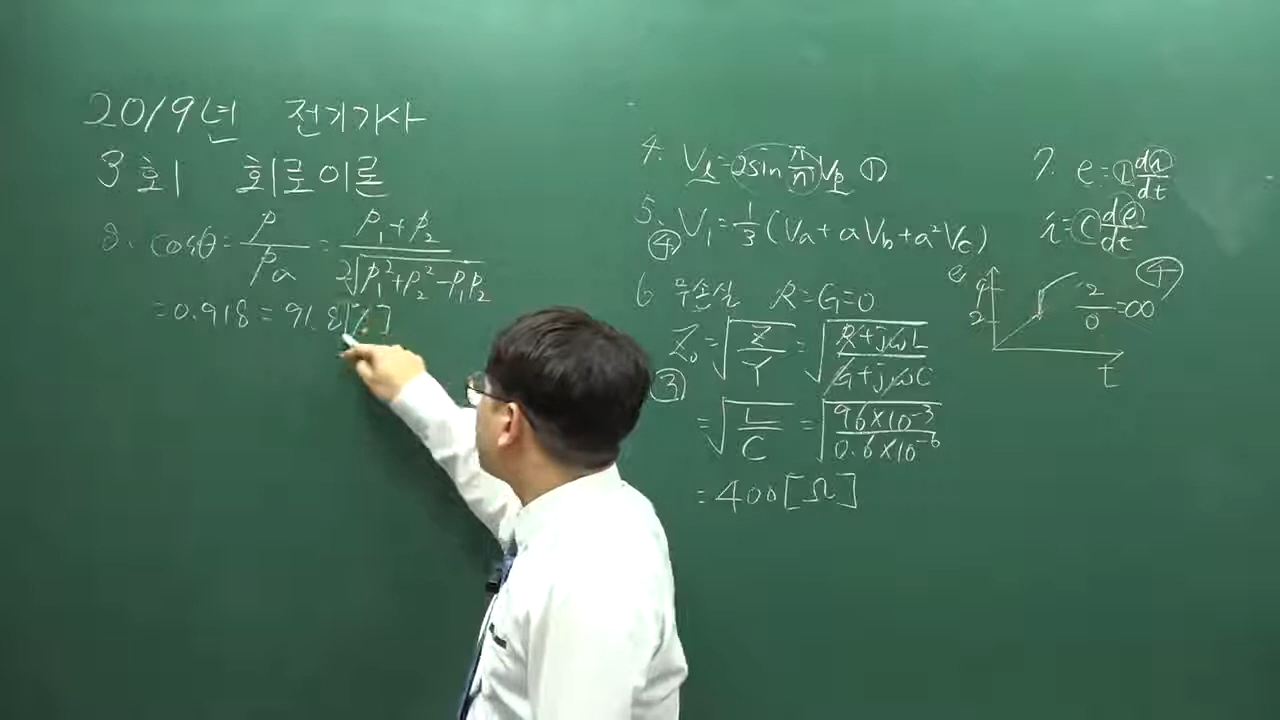 2019년 전기기사
3회 회로이론
8. cosθ = P/Pa = (P₁+P₂)/(2√(P₁²+P₂²-P₁P₂))
= 0.918 = 91.8[%]
4. Vl = 2sin π/n Vp ①
5. V₁ = 1/3 (Va + aVb + a²Vc)
④
6. 무손실 R=G=0
Z₀ = √(Z/Y) = √((R+jωL)/(G+jωC))
③
= √(L/C) = √((96×10⁻³)/(0.6×10⁻⁶))
= 400[Ω]
7. e = L di/dt
i = C de/dt
④
e
4
2
2/0 = ∞
t